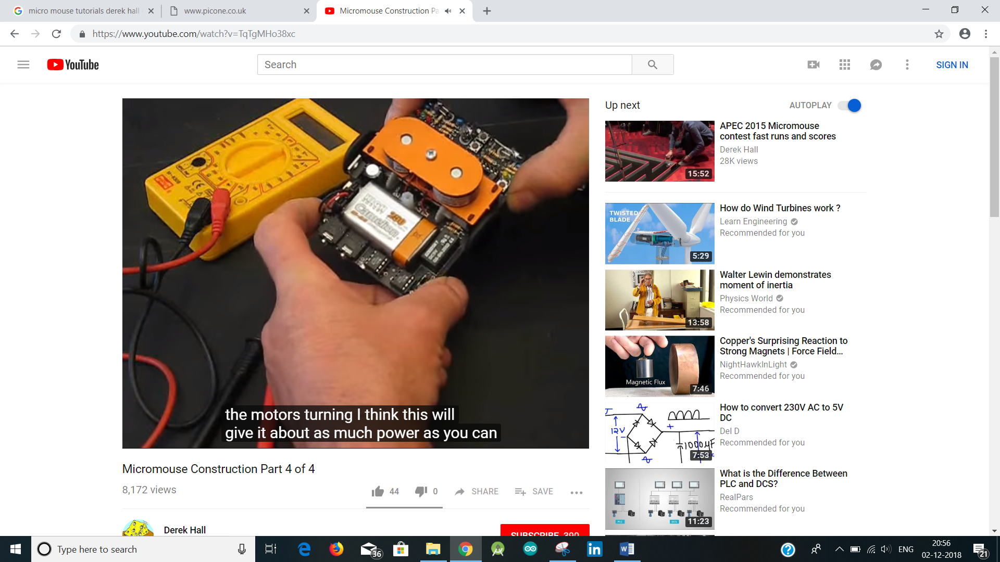 micro mouse tutorials derek hall
www.picone.co.uk
Micromouse Construction Pa
https://www.youtube.com/watch?v=TqTgMHo38xc
YouTube
Search
SIGN IN
the motors turning I think this will
give it about as much power as you can
Micromouse Construction Part 4 of 4
8,172 views
44
0
SHARE
SAVE
Derek Hall
SUBSCRIBE 390
Up next
AUTOPLAY
15:52
APEC 2015 Micromouse
contest fast runs and scores
Derek Hall
28K views
TWISTED
BLADE
5:29
How do Wind Turbines work ?
Learn Engineering
Recommended for you
13:58
Walter Lewin demonstrates
moment of inertia
Physics World
Recommended for you
Magnetic Flux
7:46
Copper's Surprising Reaction to
Strong Magnets | Force Field...
NightHawkInLight
Recommended for you
12V
+
1000μF
7:53
How to convert 230V AC to 5V
DC
Del D
Recommended for you
PLC
DCS
11:23
What is the Difference Between
PLC and DCS?
RealPars
Recommended for you
Type here to search
36
ENG
20:56
02-12-2018
21